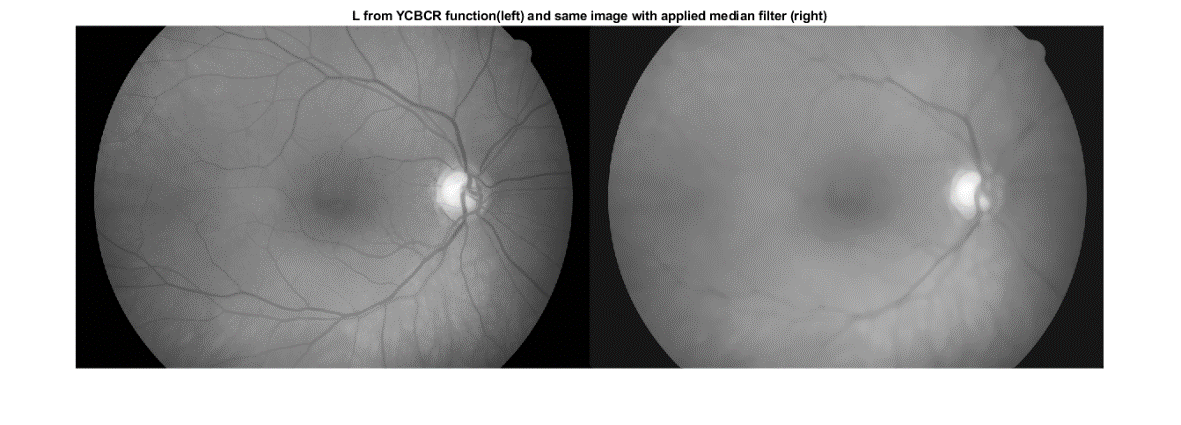 L from YCBCR function(left) and same image with applied median filter (right)